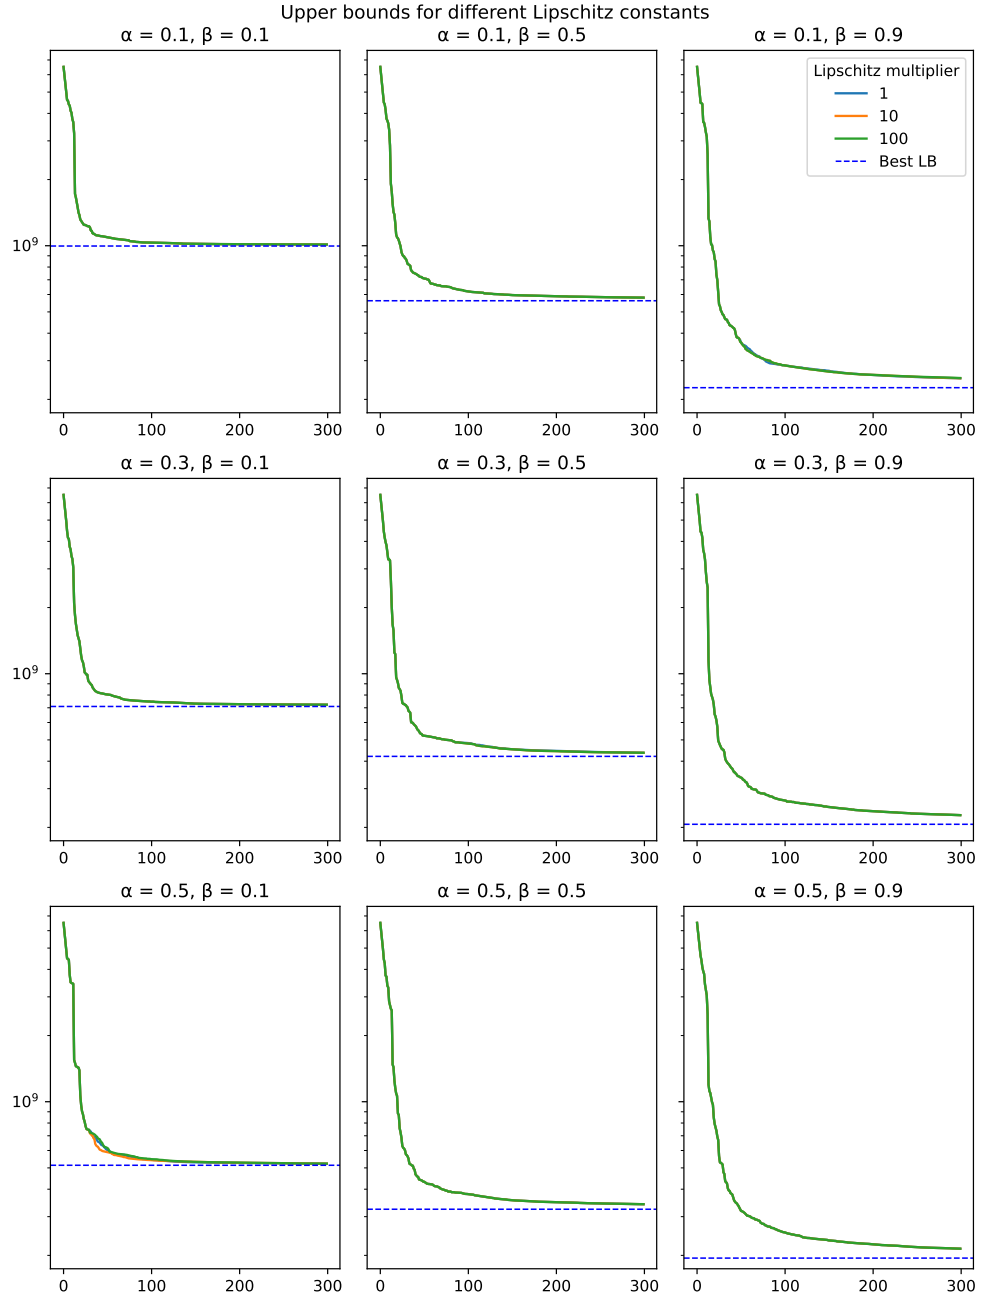 Upper bounds for different Lipschitz constants
α = 0.1, β = 0.1
α = 0.1, β = 0.5
α = 0.1, β = 0.9
Lipschitz multiplier
1
10
100
Best LB
10⁹
0 100 200 300
0 100 200 300
0 100 200 300
α = 0.3, β = 0.1
α = 0.3, β = 0.5
α = 0.3, β = 0.9
10⁹
0 100 200 300
0 100 200 300
0 100 200 300
α = 0.5, β = 0.1
α = 0.5, β = 0.5
α = 0.5, β = 0.9
10⁹
0 100 200 300
0 100 200 300
0 100 200 300